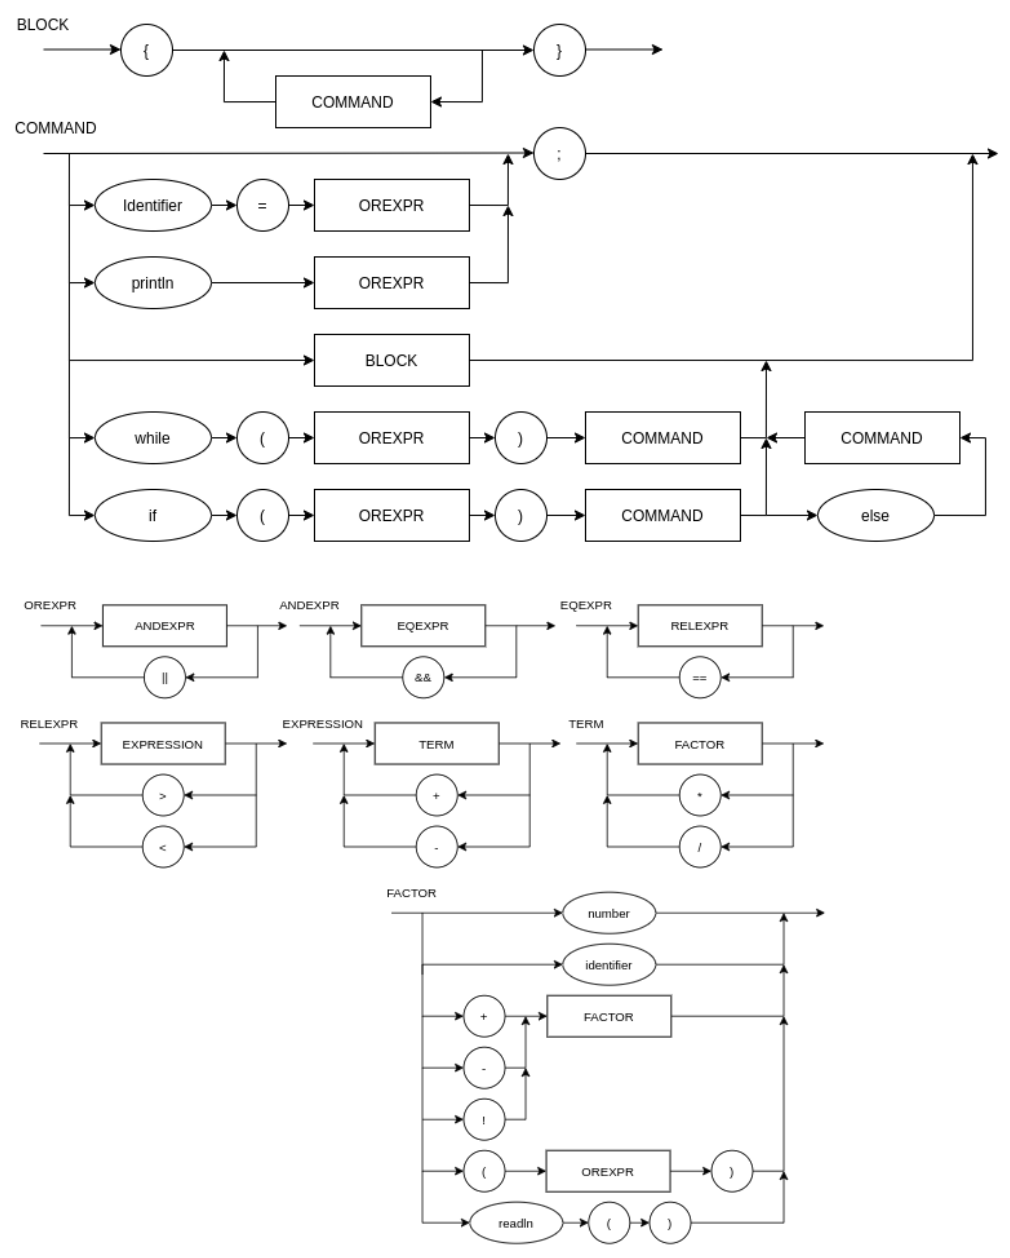 BLOCK
{ }
COMMAND
COMMAND
;
Identifier = OREXPR
println OREXPR
BLOCK
while ( OREXPR ) COMMAND COMMAND
if ( OREXPR ) COMMAND else
OREXPR ANDEXPR EQEXPR
ANDEXPR EQEXPR RELEXPR
|| && ==
RELEXPR EXPRESSION TERM
EXPRESSION TERM FACTOR
> + *
< - /
FACTOR
number
identifier
+ FACTOR
-
!
( OREXPR )
readln ( )